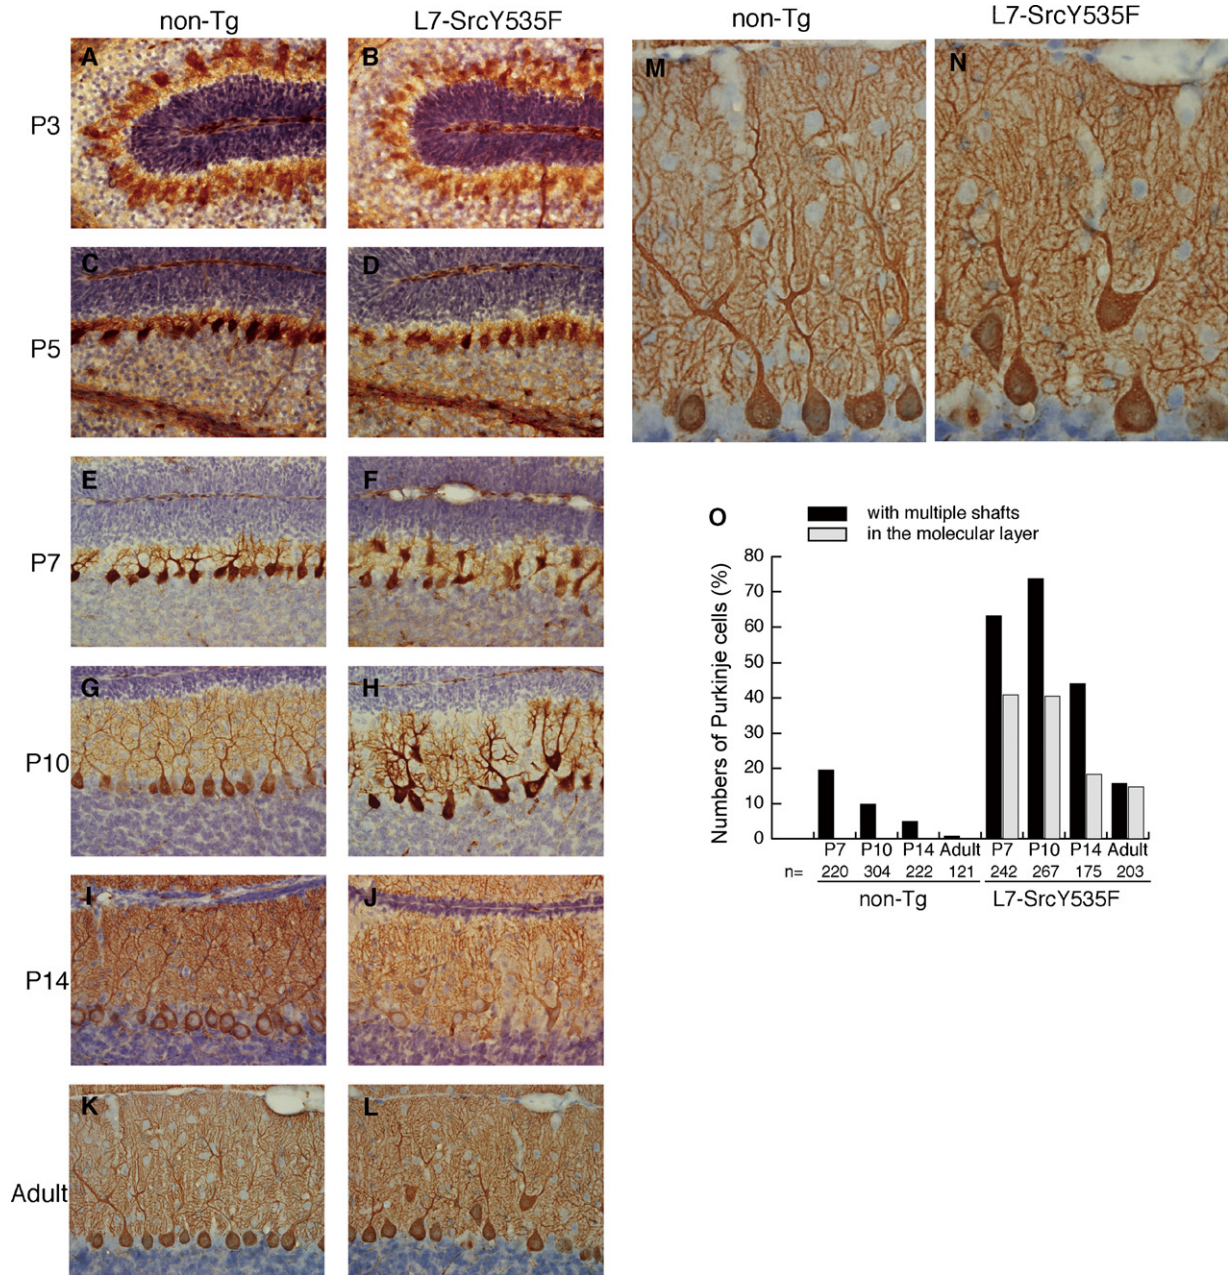 non-Tg
L7-SrcY535F
non-Tg
L7-SrcY535F
P3
A
B
P5
C
D
P7
E
F
P10
G
H
P14
I
J
Adult
K
L
M
N
O
with multiple shafts
in the molecular layer
Numbers of Purkinje cells (%)
80
70
60
50
40
30
20
10
0
P7 P10 P14 Adult P7 P10 P14 Adult
n= 220 304 222 121 242 267 175 203
non-Tg L7-SrcY535F